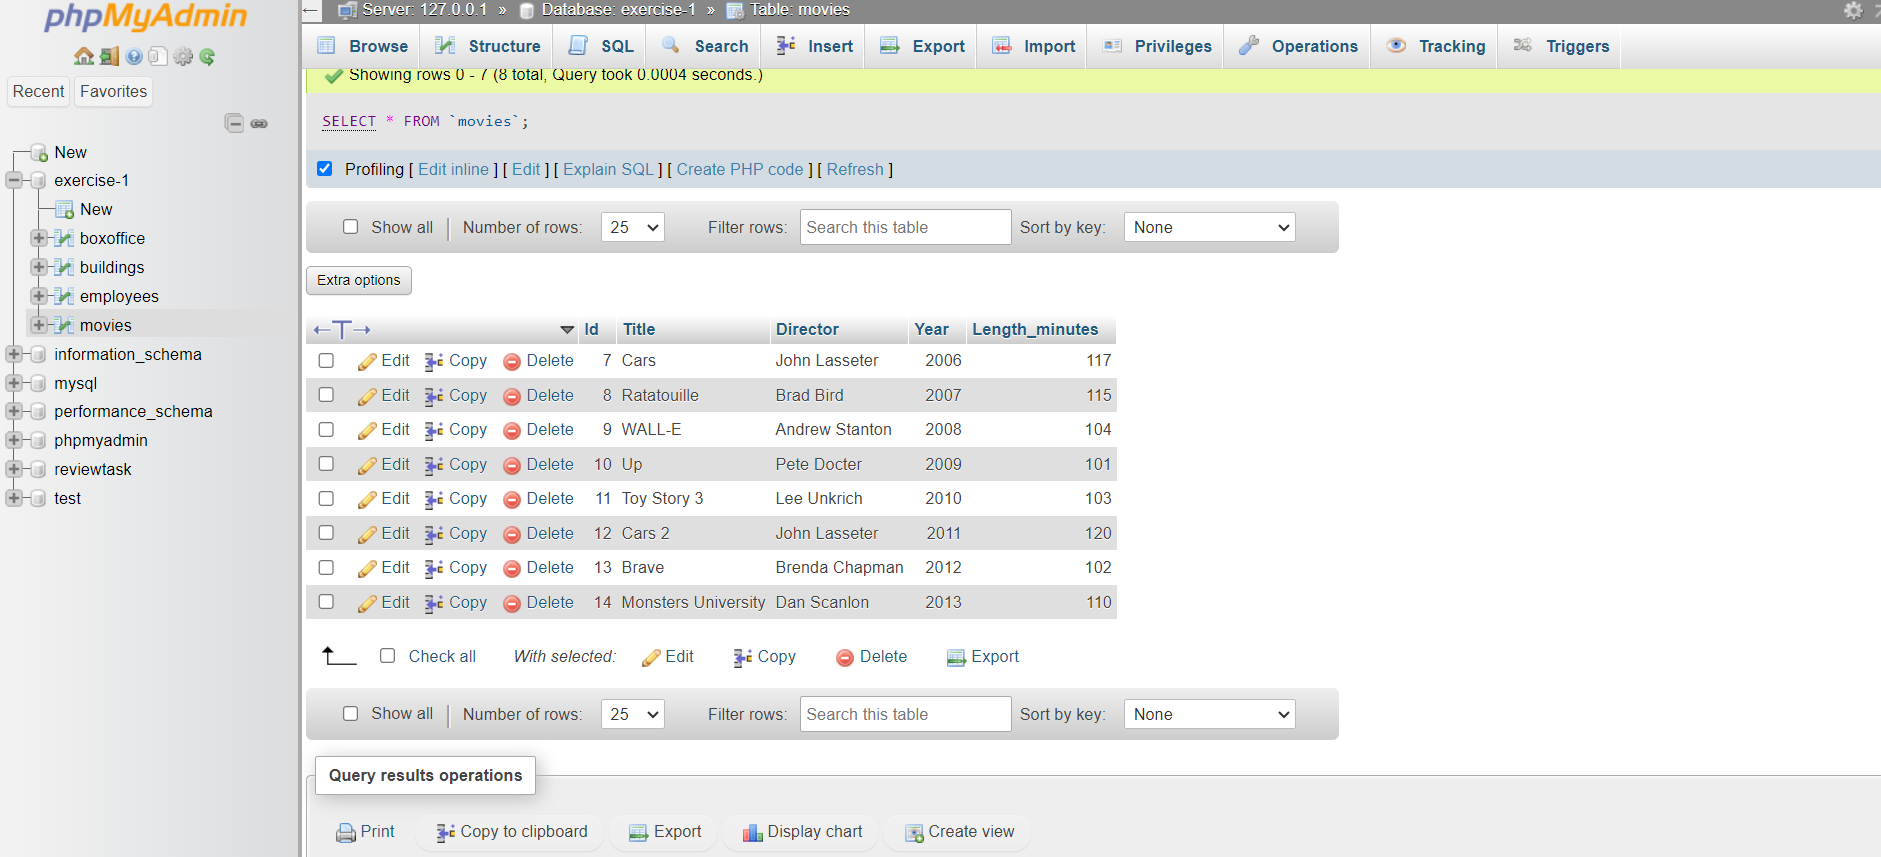 phpMyAdmin
Recent Favorites
New
exercise-1
New
boxoffice
buildings
employees
movies
information_schema
mysql
performance_schema
phpmyadmin
reviewtask
test
Server: 127.0.0.1 » Database: exercise-1 » Table: movies
Browse Structure SQL Search Insert Export Import Privileges Operations Tracking Triggers
Showing rows 0 - 7 (8 total, Query took 0.0004 seconds.)
SELECT * FROM `movies`;
Profiling [ Edit inline ] [ Edit ] [ Explain SQL ] [ Create PHP code ] [ Refresh ]
Show all | Number of rows: 25 Filter rows: Search this table Sort by key: None
Extra options
←T→ Id Title Director Year Length_minutes
Edit Copy Delete 7 Cars John Lasseter 2006 117
Edit Copy Delete 8 Ratatouille Brad Bird 2007 115
Edit Copy Delete 9 WALL-E Andrew Stanton 2008 104
Edit Copy Delete 10 Up Pete Docter 2009 101
Edit Copy Delete 11 Toy Story 3 Lee Unkrich 2010 103
Edit Copy Delete 12 Cars 2 John Lasseter 2011 120
Edit Copy Delete 13 Brave Brenda Chapman 2012 102
Edit Copy Delete 14 Monsters University Dan Scanlon 2013 110
Check all With selected: Edit Copy Delete Export
Show all | Number of rows: 25 Filter rows: Search this table Sort by key: None
Query results operations
Print Copy to clipboard Export Display chart Create view